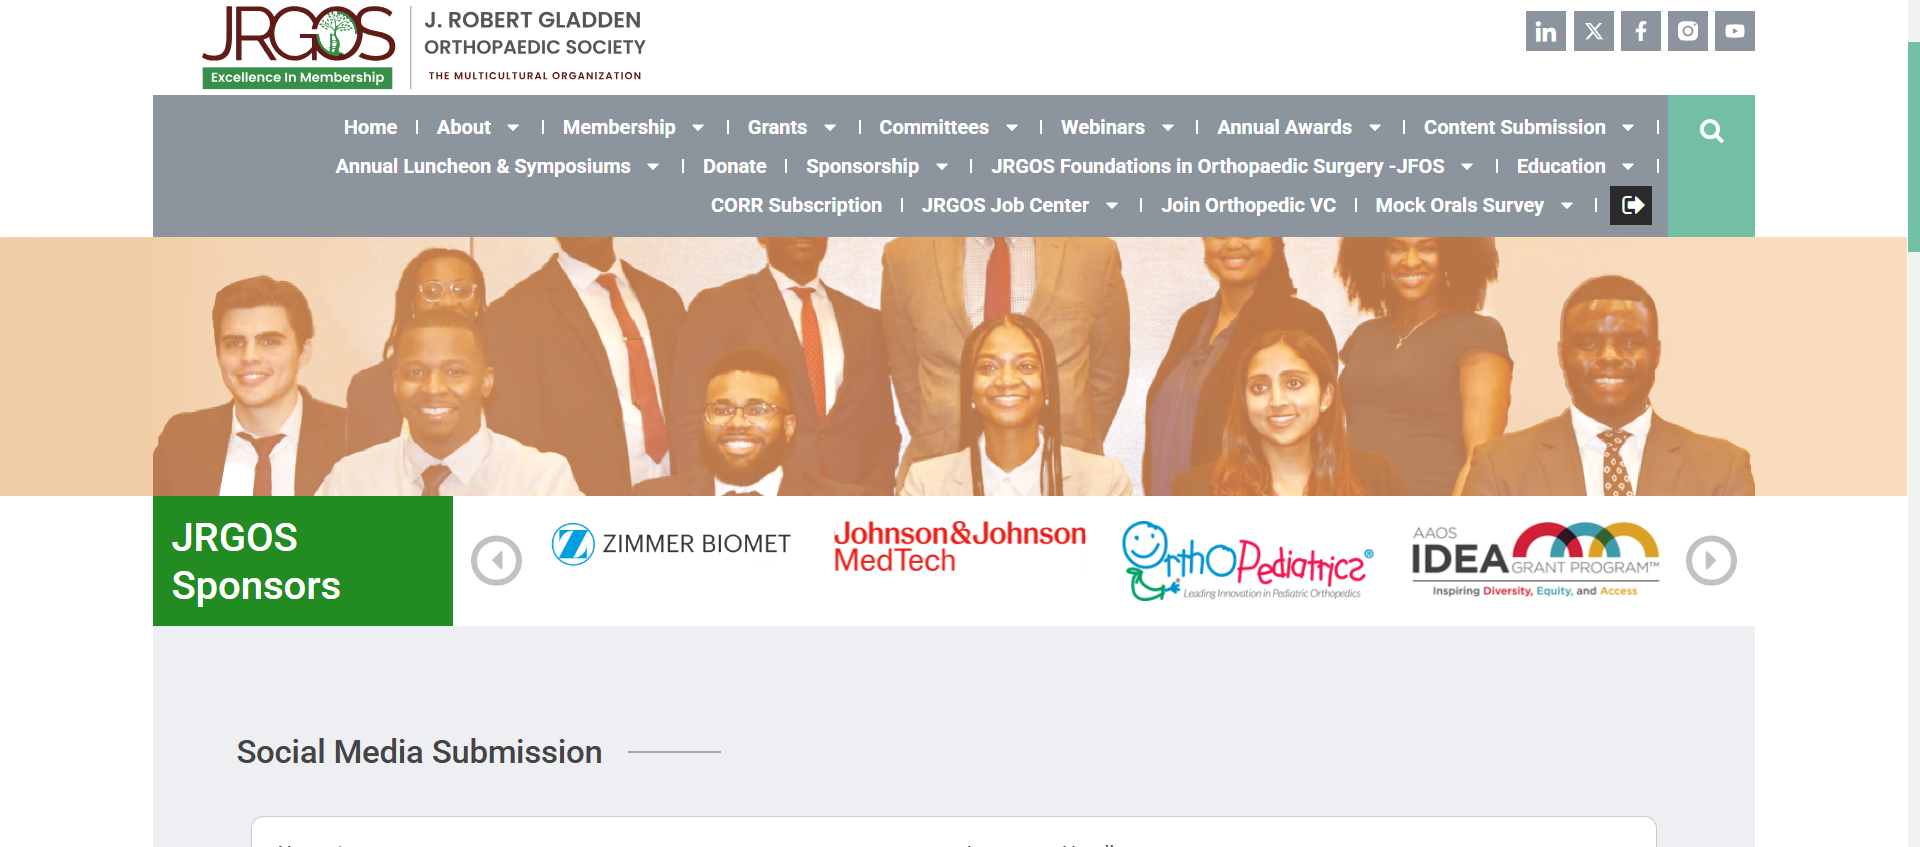 JRGOS
Excellence In Membership
J. ROBERT GLADDEN
ORTHOPAEDIC SOCIETY
THE MULTICULTURAL ORGANIZATION
Home | About | Membership | Grants | Committees | Webinars | Annual Awards | Content Submission |
Annual Luncheon & Symposiums | Donate | Sponsorship | JRGOS Foundations in Orthopaedic Surgery -JFOS | Education |
CORR Subscription | JRGOS Job Center | Join Orthopedic VC | Mock Orals Survey |
JRGOS
Sponsors
ZIMMER BIOMET
Johnson&Johnson
MedTech
OrthoPediatrics®
Leading Innovation in Pediatric Orthopedics
AAOS
IDEA GRANT PROGRAM™
Inspiring Diversity, Equity, and Access
Social Media Submission